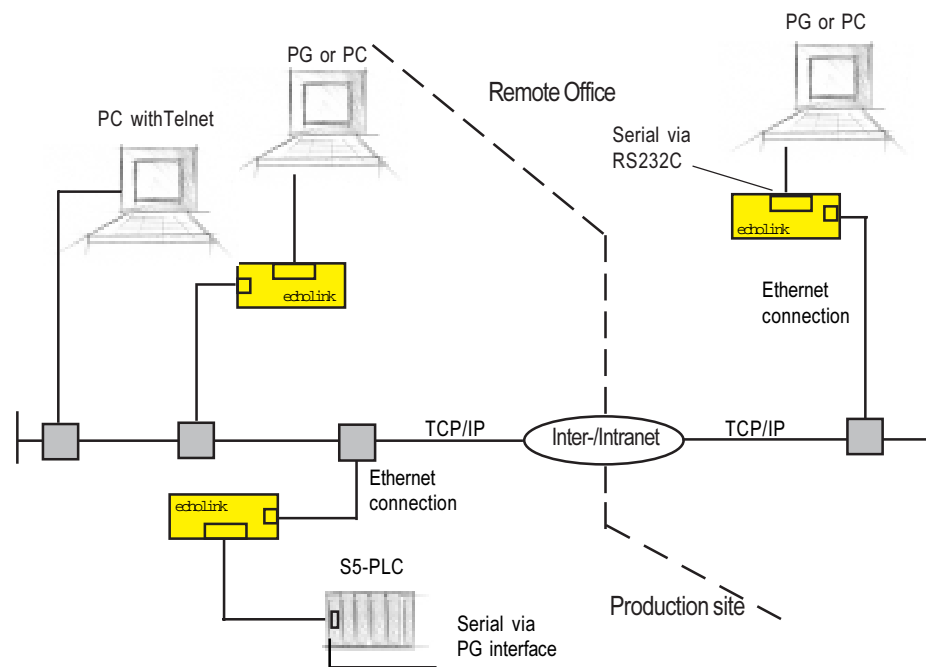 PG or PC
PG or PC
Remote Office
PC withTelnet
Serial via
RS232C
echolink
echolink
Ethernet
connection
TCP/IP
Inter-/Intranet
TCP/IP
Ethernet
connection
echolink
S5-PLC
Production site
Serial via
PG interface